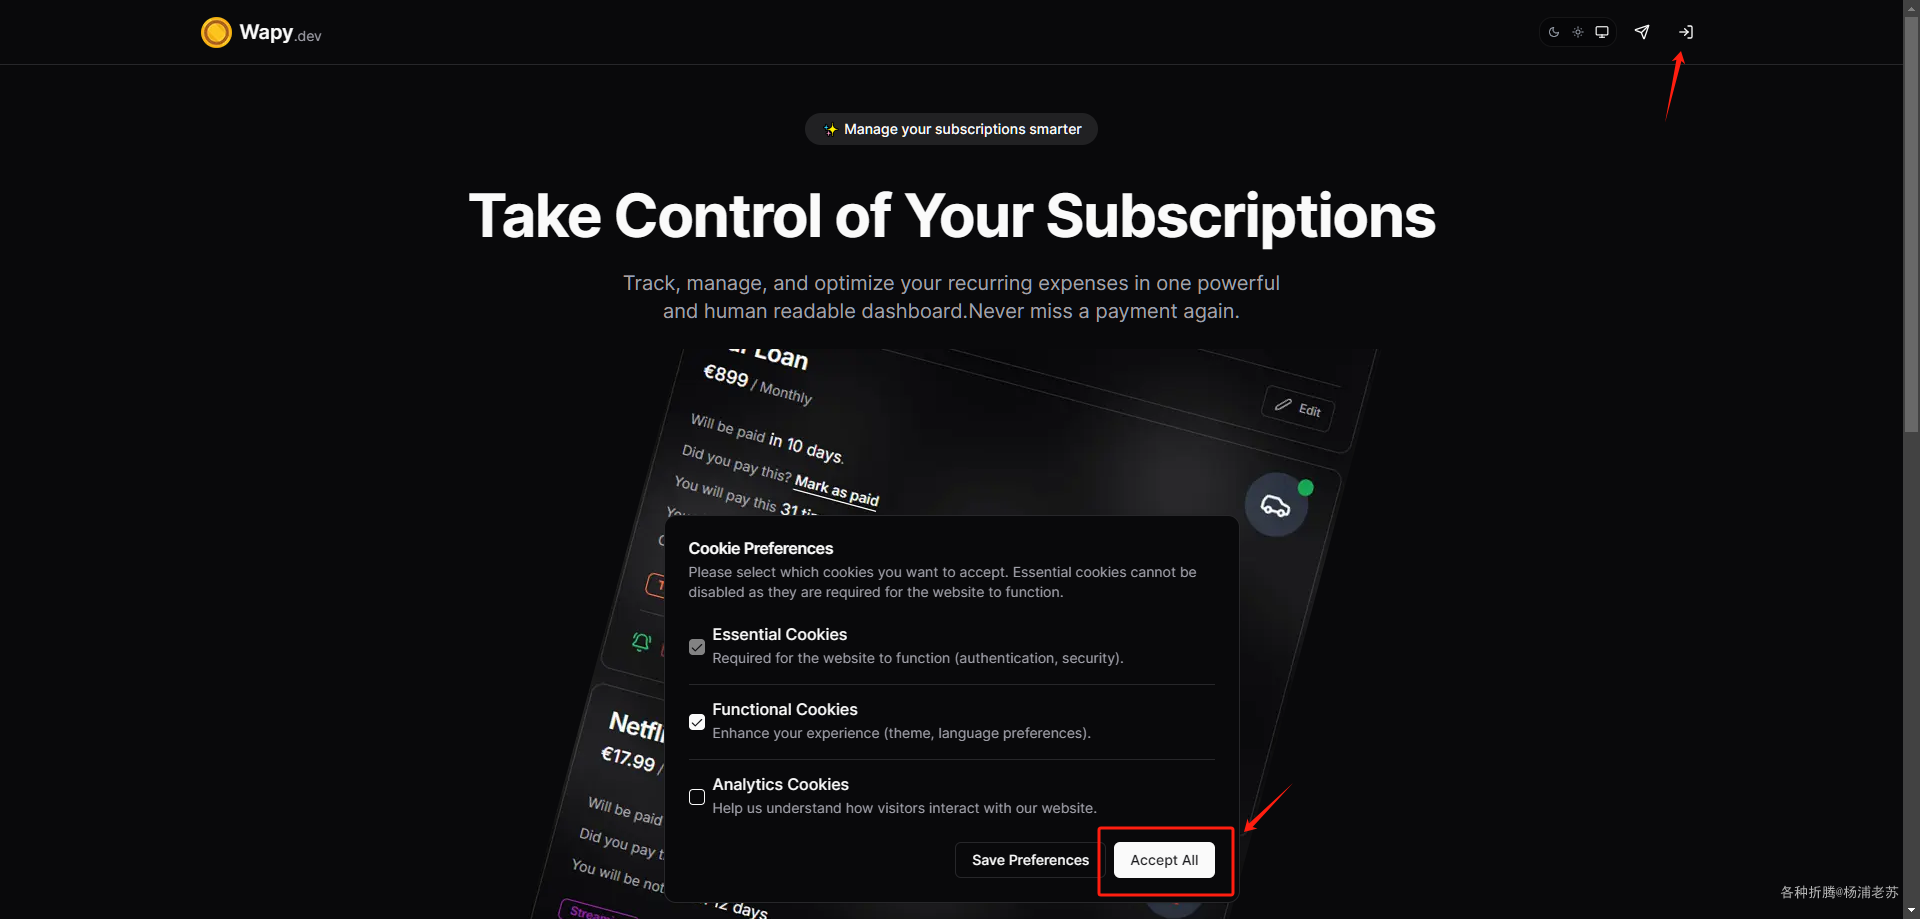 Wapy.dev
Manage your subscriptions smarter
Take Control of Your Subscriptions
Track, manage, and optimize your recurring expenses in one powerful
and human readable dashboard.Never miss a payment again.
Loan
€899 / Monthly
Edit
Will be paid in 10 days.
Did you pay this? Mark as paid
You will pay this 31
Cookie Preferences
Please select which cookies you want to accept. Essential cookies cannot be
disabled as they are required for the website to function.
Essential Cookies
Required for the website to function (authentication, security).
Functional Cookies
Enhance your experience (theme, language preferences).
Analytics Cookies
Help us understand how visitors interact with our website.
Save Preferences
Accept All
Netfli
€17.99 /
Will be paid
Did you pay t
You will be not
12 days
Streami
各种折腾@杨浦老苏